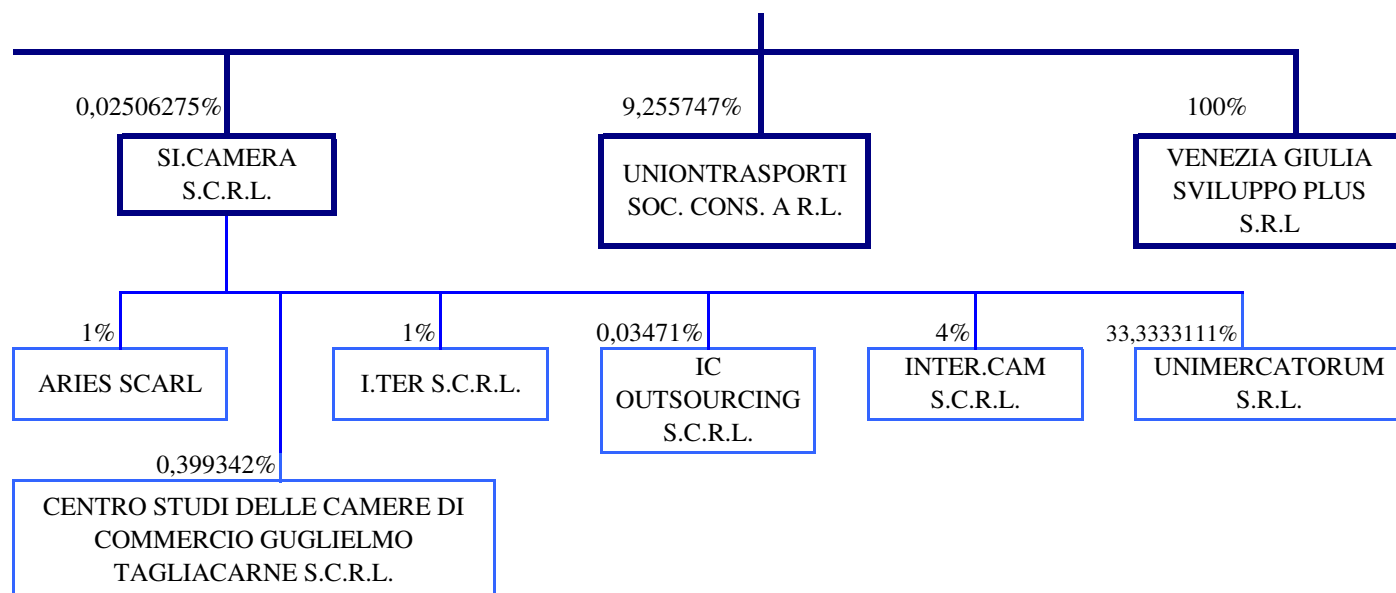 0,02506275%
SI.CAMERA
S.C.R.L.
9,255747%
UNIONTRASPORTI
SOC. CONS. A R.L.
100%
VENEZIA GIULIA
SVILUPPO PLUS
S.R.L
1%
ARIES SCARL
1%
I.TER S.C.R.L.
0,03471%
IC
OUTSOURCING
S.C.R.L.
4%
INTER.CAM
S.C.R.L.
33,3333111%
UNIMERCATORUM
S.R.L.
0,399342%
CENTRO STUDI DELLE CAMERE DI
COMMERCIO GUGLIELMO
TAGLIACARNE S.C.R.L.